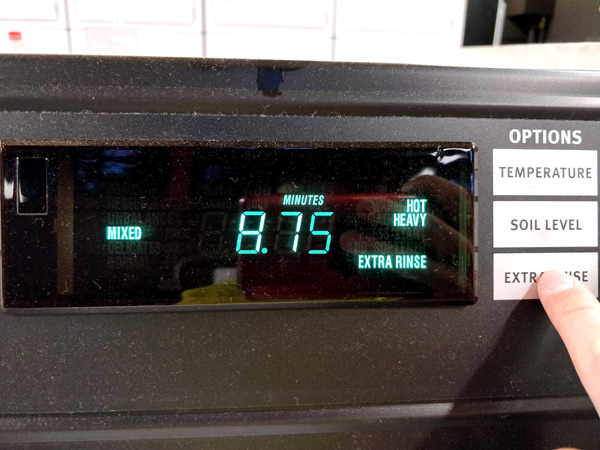 OPTIONS
TEMPERATURE
SOIL LEVEL
MINUTES
HOT
HEAVY
MIXED
8.75
EXTRA RINSE